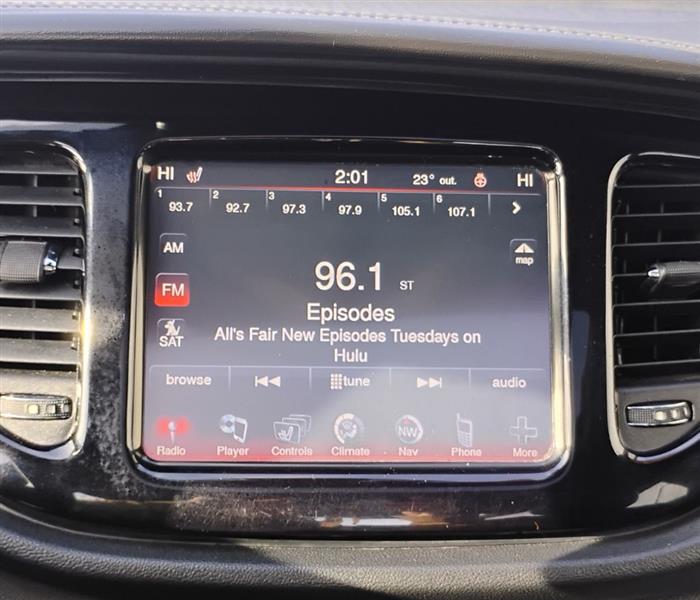 HI 2:01 23° out. HI
1 93.7 2 92.7 3 97.3 4 97.9 5 105.1 6 107.1
AM
map
96.1 ST
FM
Episodes
All's Fair New Episodes Tuesdays on
Hulu
SAT
browse tune audio
NW
Radio Player Controls Climate Nav Phone More